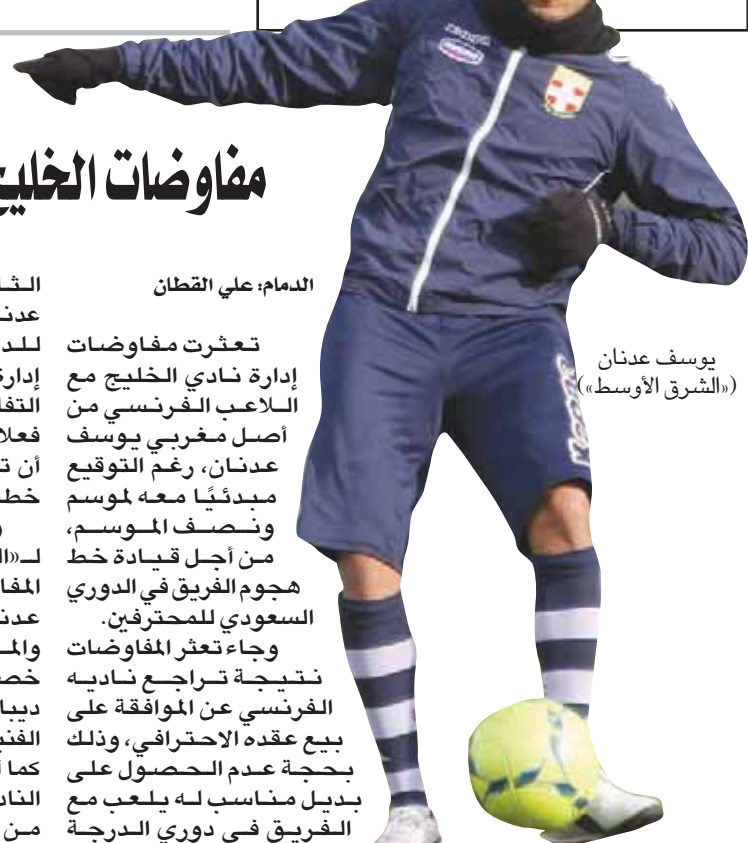 مفاوضات الخليج
الدمام: علي القطان
تعثرت مفاوضات
إدارة نادي الخليج مع
اللاعب الفرنسي من
أصل مغربي يوسف
عدنان، رغم التوقيع
مبدئيًا معه لموسم
ونصف الموسم،
من أجل قيادة خط
هجوم الفريق في الدوري
السعودي للمحترفين.
وجاء تعثر المفاوضات
نتيجة تراجع ناديه
الفرنسي عن الموافقة على
بيع عقده الاحترافي، وذلك
بحجة عدم الحصول على
بديل مناسب له يلعب مع
الفريق في دوري الدرجة
إدارة
فعلا
يوسف عدنان
(«الشرق الأوسط»)